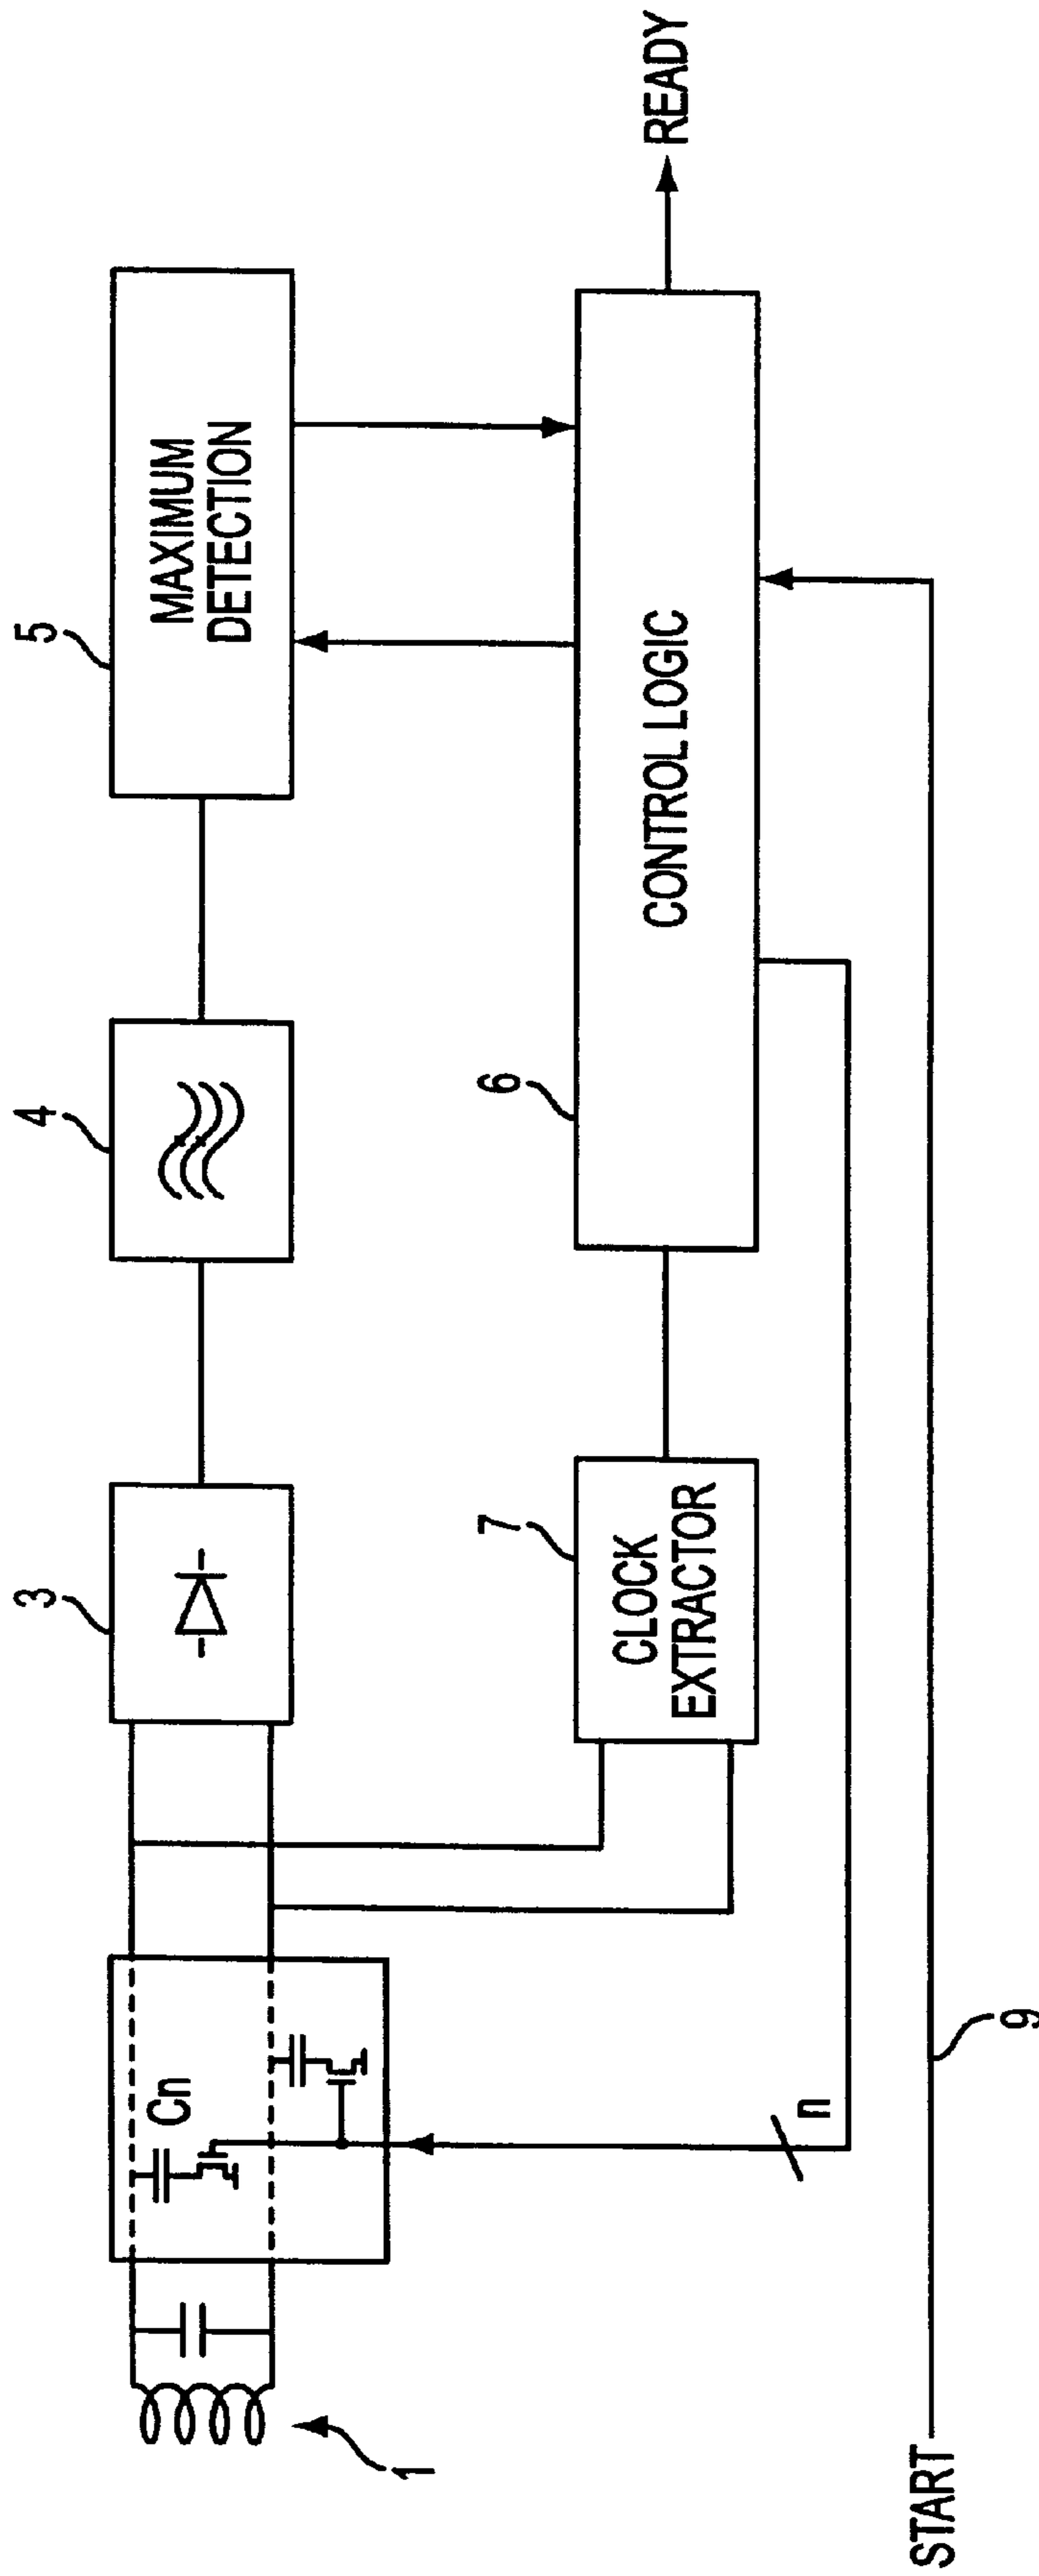 1
Cn
3
4
5
MAXIMUM
DETECTION
7
CLOCK
EXTRACTOR
6
CONTROL LOGIC
READY
n
9
START